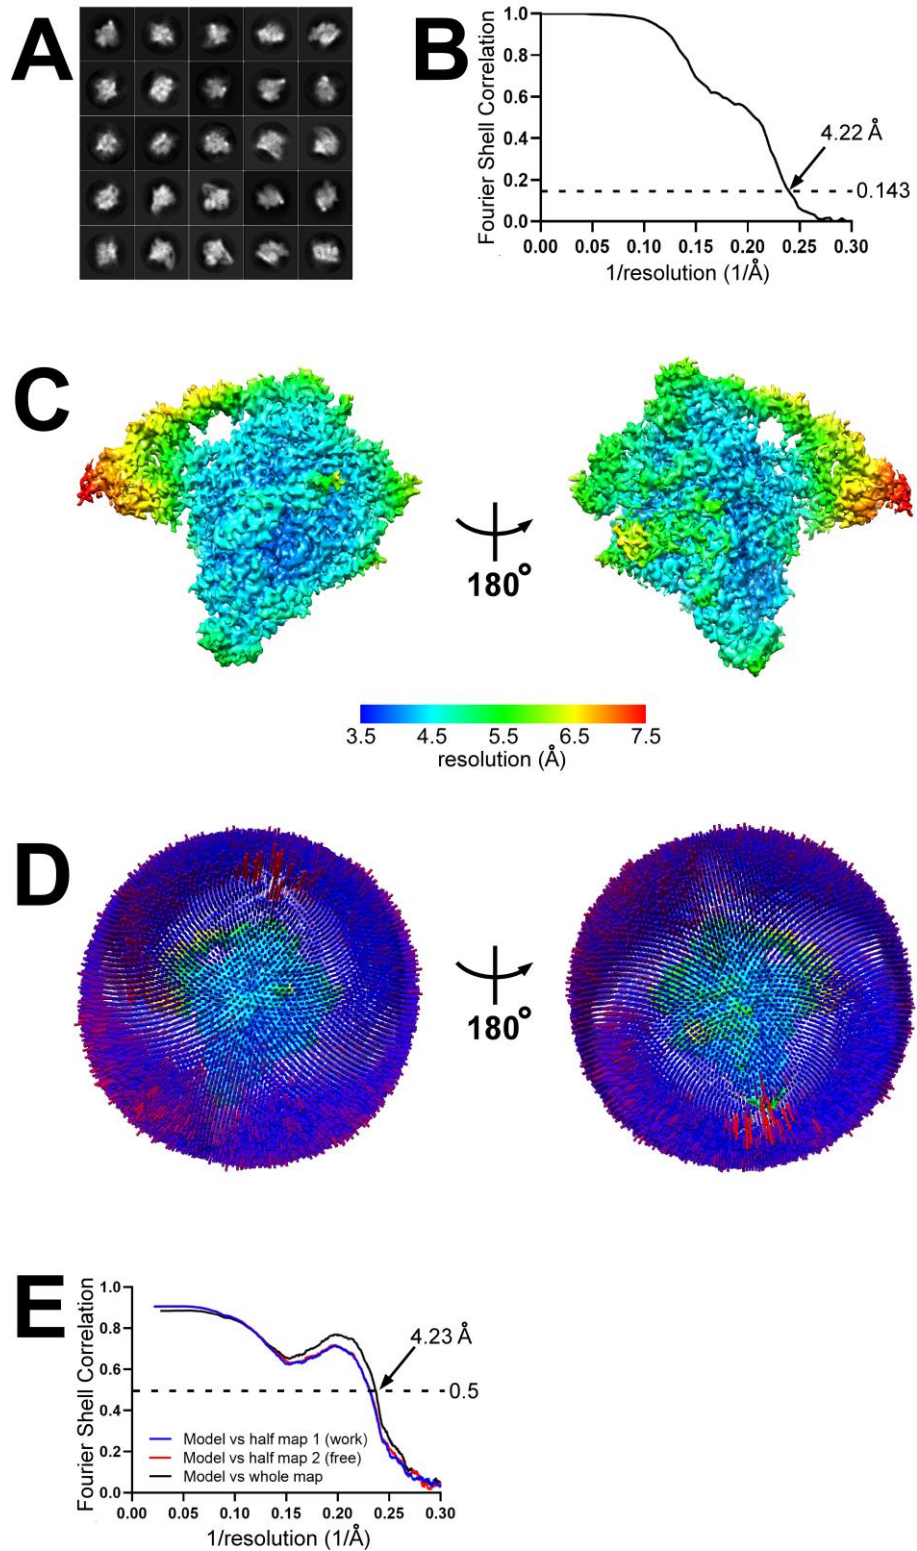 A
B
Fourier Shell Correlation
1.0
0.8
0.6
0.4
0.2
0.0
4.22 Å
0.143
0.00 0.05 0.10 0.15 0.20 0.25 0.30
1/resolution (1/Å)
C
180°
3.5 4.5 5.5 6.5 7.5
resolution (Å)
D
180°
E
Fourier Shell Correlation
1.0
0.8
0.6
0.4
0.2
0.0
4.23 Å
0.5
Model vs half map 1 (work)
Model vs half map 2 (free)
Model vs whole map
0.00 0.05 0.10 0.15 0.20 0.25 0.30
1/resolution (1/Å)